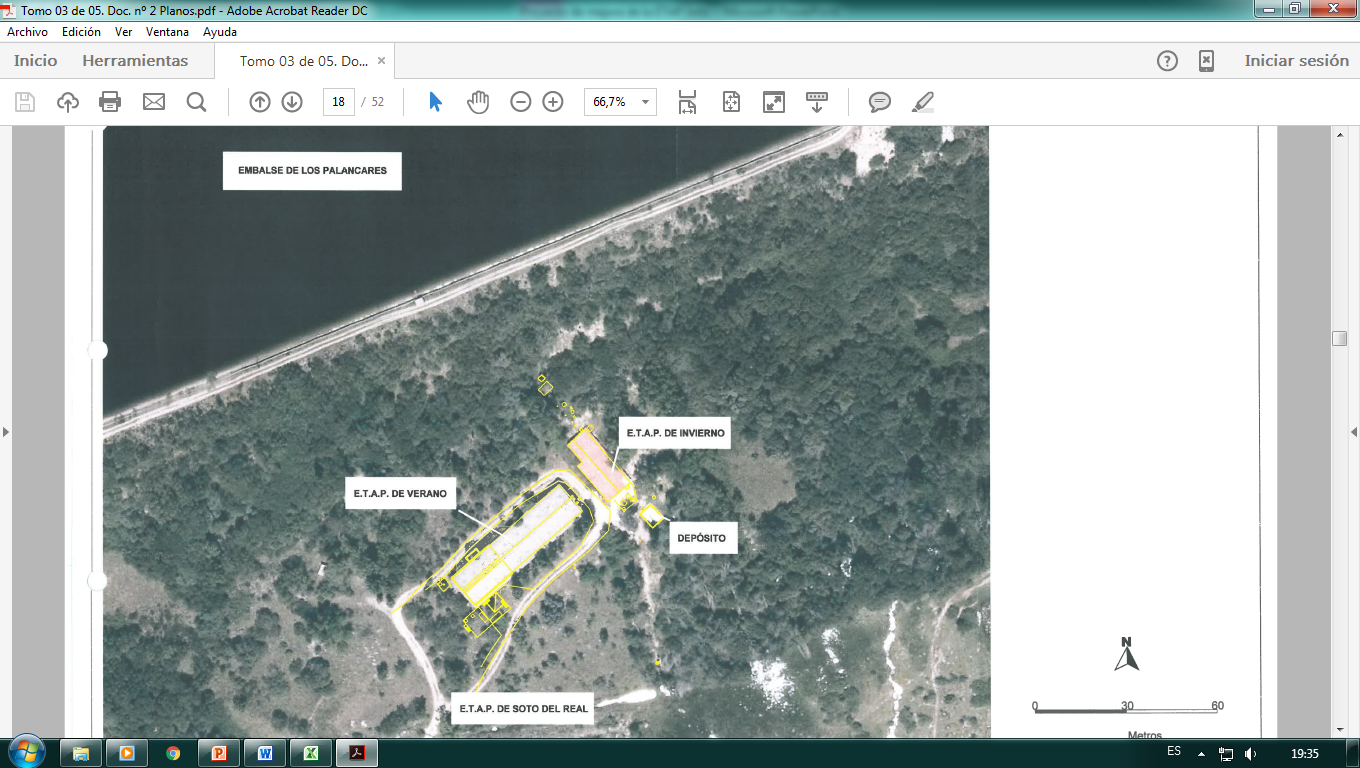 Tomo 03 de 05. Doc. nº 2 Planos.pdf - Adobe Acrobat Reader DC
Archivo Edición Ver Ventana Ayuda
Inicio Herramientas Tomo 03 de 05. Do... × Iniciar sesión
18 / 52 66,7%
EMBALSE DE LOS PALANCARES
E.T.A.P. DE INVIERNO
E.T.A.P. DE VERANO
DEPÓSITO
N
E.T.A.P. DE SOTO DEL REAL
0 30 60
Metros
ES 19:35